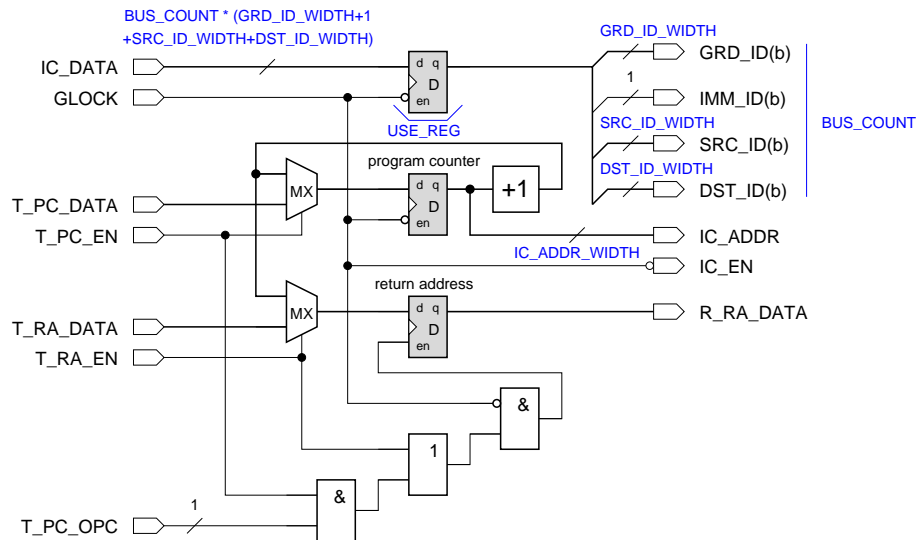 BUS_COUNT * (GRD_ID_WIDTH+1
+SRC_ID_WIDTH+DST_ID_WIDTH)
GRD_ID_WIDTH
IC_DATA
d q
D
en
GRD_ID(b)
GLOCK
1
IMM_ID(b)
USE_REG
SRC_ID_WIDTH
BUS_COUNT
SRC_ID(b)
program counter
DST_ID_WIDTH
MX
d q
D
en
+1
DST_ID(b)
T_PC_DATA
T_PC_EN
IC_ADDR
IC_ADDR_WIDTH
IC_EN
return address
MX
d q
D
en
R_RA_DATA
T_RA_DATA
T_RA_EN
&
1
&
1
T_PC_OPC